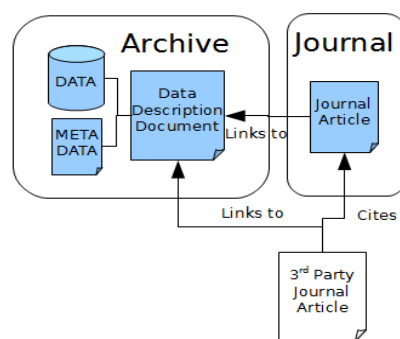 Archive
Journal
DATA
Data
Description
Document
META
DATA
Journal
Article
Links to
Links to
Cites
3rd Party
Journal
Article